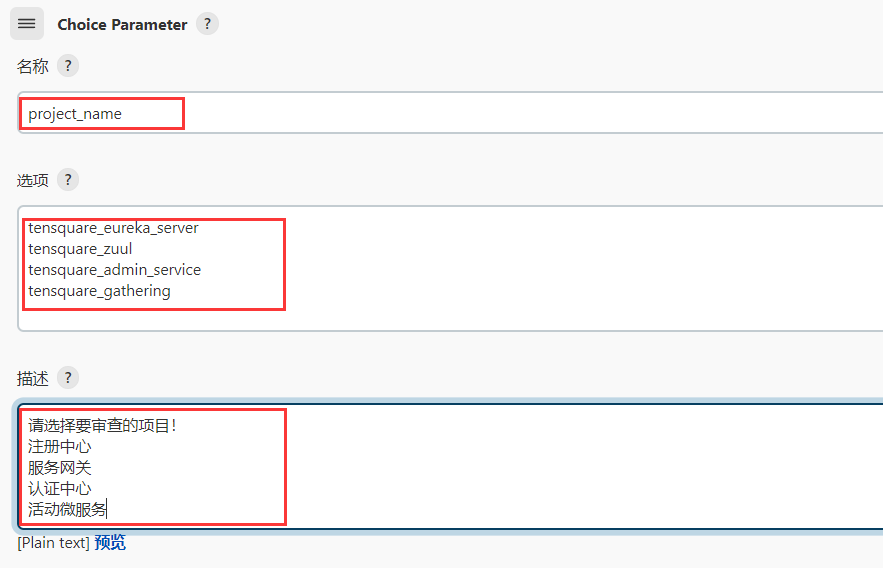 Choice Parameter ?
名称 ?
project_name
选项 ?
tensquare_eureka_server
tensquare_zuul
tensquare_admin_service
tensquare_gathering
描述 ?
请选择要审查的项目!
注册中心
服务网关
认证中心
活动微服务
[Plain text] 预览